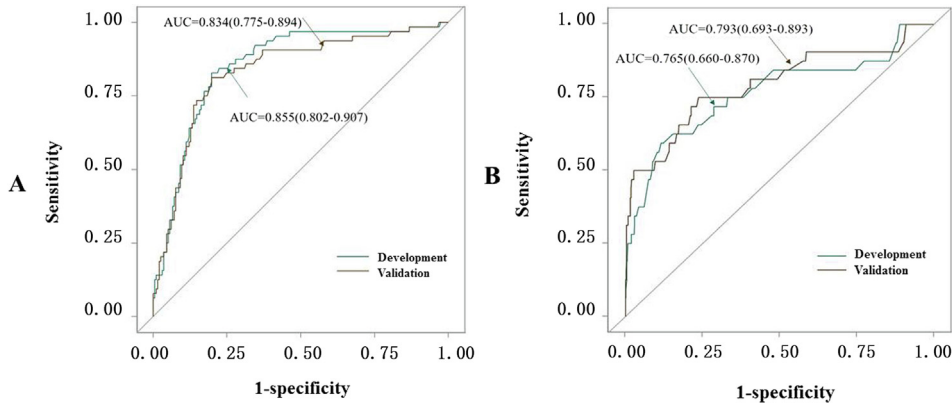 A
Sensitivity
1.00
0.75
0.50
0.25
0.00
AUC=0.834(0.775-0.894)
AUC=0.855(0.802-0.907)
Development
Validation
0.00 0.25 0.50 0.75 1.00
1-specificity
B
Sensitivity
1.00
0.75
0.50
0.25
0.00
AUC=0.793(0.693-0.893)
AUC=0.765(0.660-0.870)
Development
Validation
0.00 0.25 0.50 0.75 1.00
1-specificity